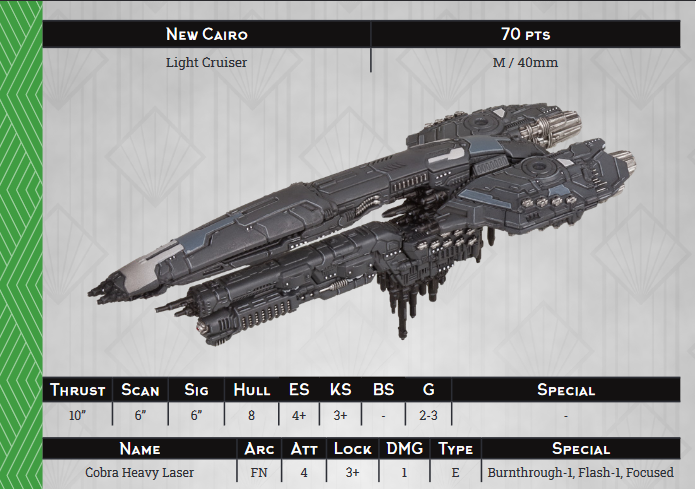 New Cairo 70 pts
Light Cruiser M / 40mm
Thrust Scan Sig Hull ES KS BS G Special
10” 6” 6” 8 4+ 3+ - 2-3 -
Name Arc Att Lock DMG Type Special
Cobra Heavy Laser FN 4 3+ 1 E Burnthrough-1, Flash-1, Focused